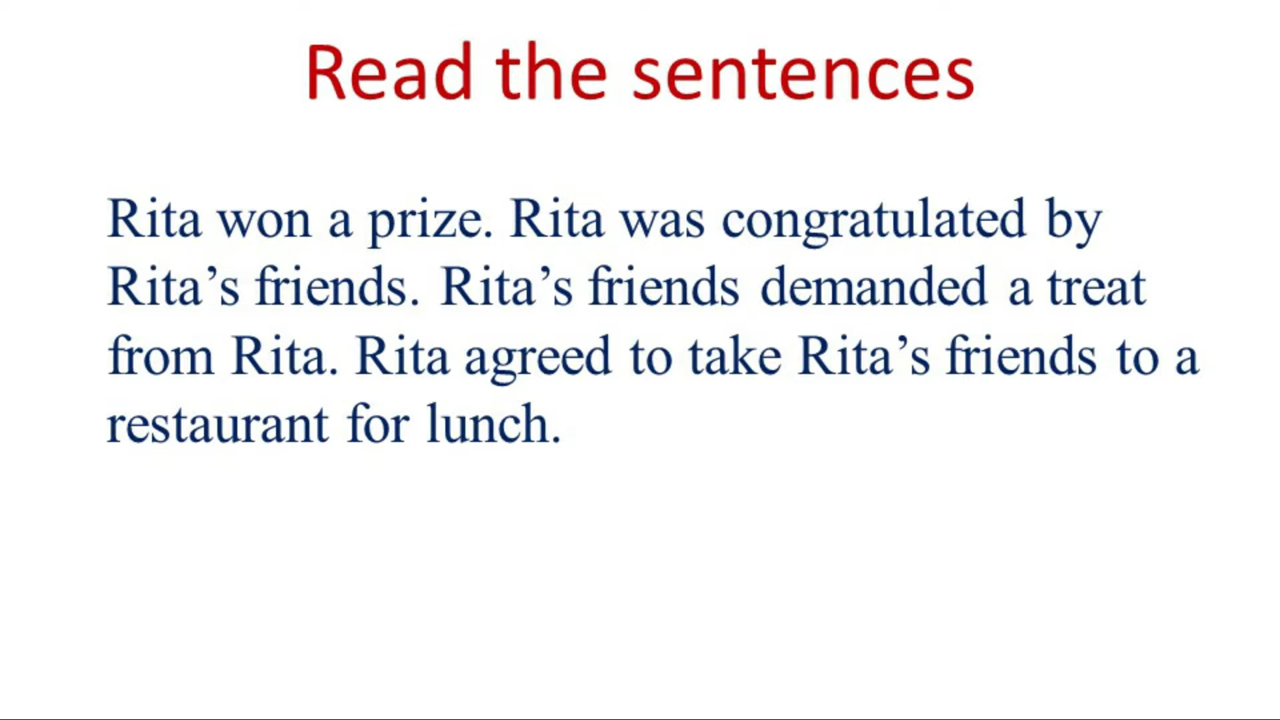 Read the sentences
Rita won a prize. Rita was congratulated by
Rita’s friends. Rita’s friends demanded a treat
from Rita. Rita agreed to take Rita’s friends to a
restaurant for lunch.